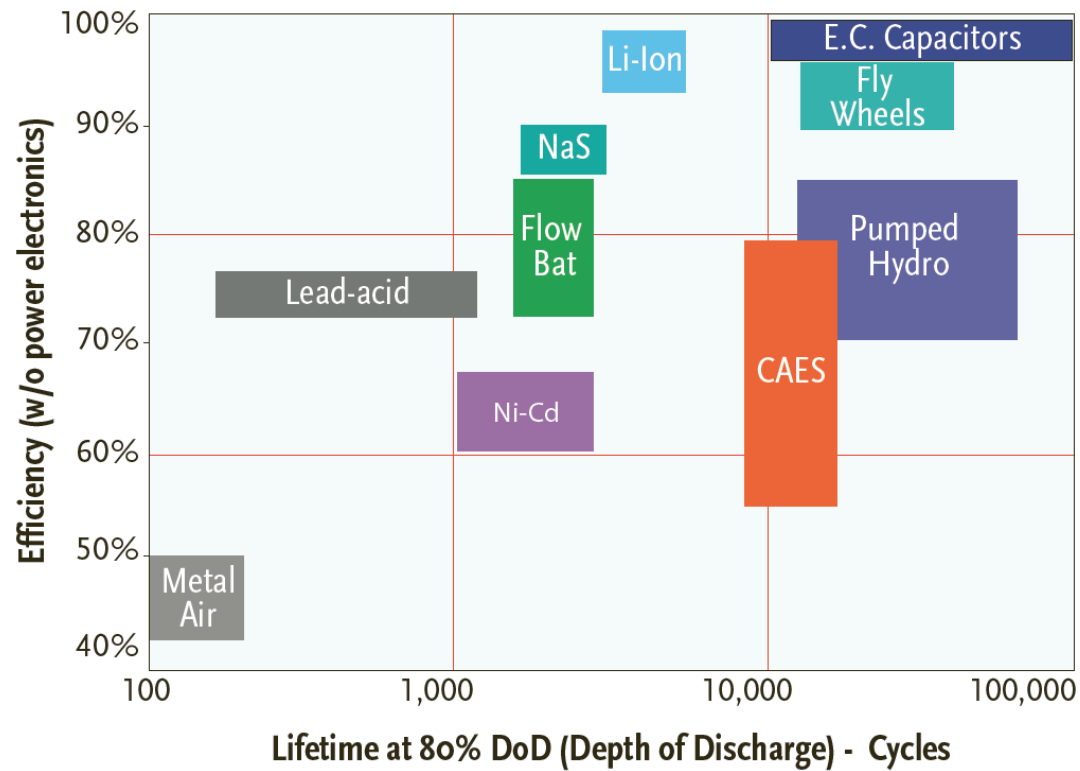 100%
90%
80%
70%
60%
50%
40%
Efficiency (w/o power electronics)
E.C. Capacitors
Li-Ion
Fly
Wheels
NaS
Flow
Bat
Pumped
Hydro
Lead-acid
CAES
Ni-Cd
Metal
Air
100
1,000
10,000
100,000
Lifetime at 80% DoD (Depth of Discharge) - Cycles